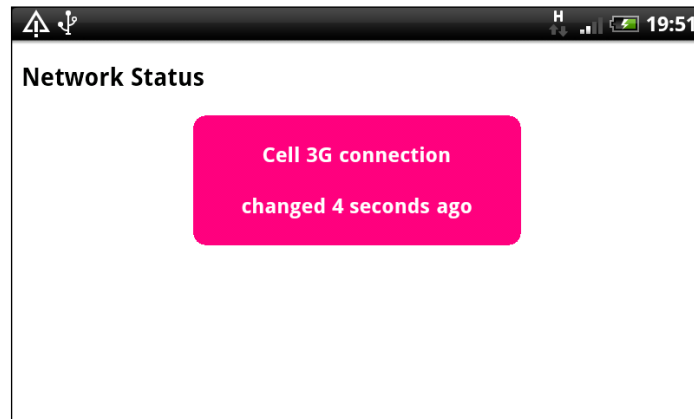 H
19:51
Network Status
Cell 3G connection
changed 4 seconds ago